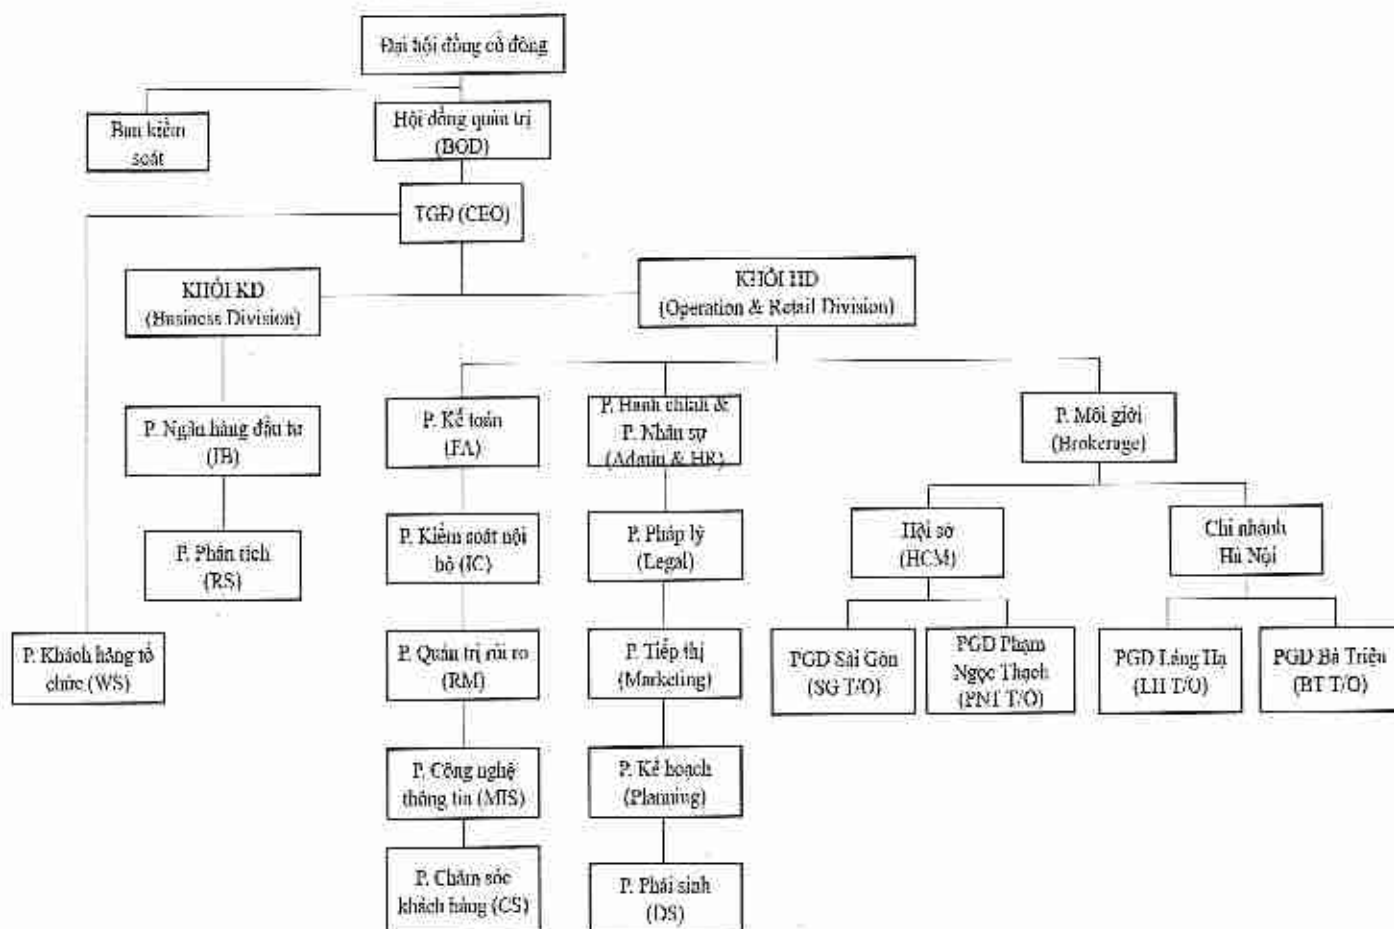 Đại hội đồng cổ đông
Ban kiểm
soát
Hội đồng quản trị
(BOD)
TGĐ (CEO)
KHỐI KD
(Business Division)
KHỐI HD
(Operation & Retail Division)
P. Ngân hàng đầu tư
(IB)
P. Kế toán
(FA)
P. Hành chính &
P. Nhân sự
(Admin & HR)
P. Môi giới
(Brokerage)
P. Phân tích
(RS)
P. Kiểm soát nội
bộ (IC)
P. Pháp lý
(Legal)
Hội sở
(HCM)
Chi nhánh
Hà Nội
P. Khách hàng tổ
chức (WS)
P. Quản trị rủi ro
(RM)
P. Tiếp thị
(Marketing)
PGD Sài Gòn
(SG T/O)
PGD Phạm
Ngọc Thạch
(PNT T/O)
PGD Láng Hạ
(LH T/O)
PGD Bà Triệu
(BT T/O)
P. Công nghệ
thông tin (MIS)
P. Kế hoạch
(Planning)
P. Chăm sóc
khách hàng (CS)
P. Phái sinh
(DS)